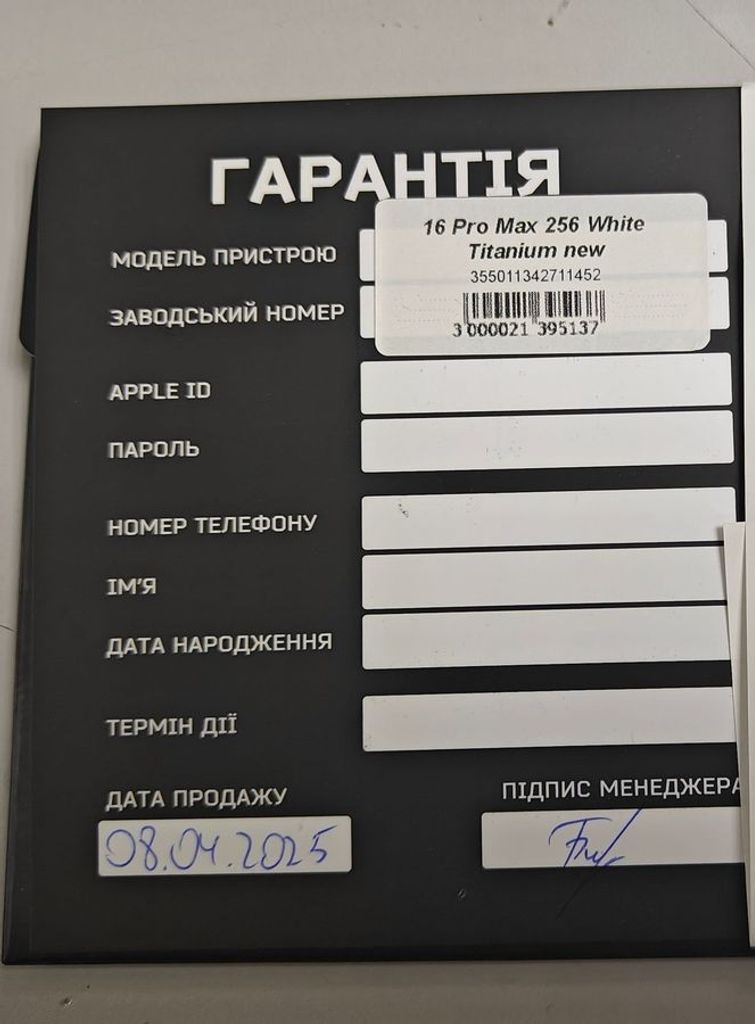 ГАРАНТІЯ
16 Pro Max 256 White
Titanium new
355011342711452
3 000021 395137
МОДЕЛЬ ПРИСТРОЮ
ЗАВОДСЬКИЙ НОМЕР
APPLE ID
ПАРОЛЬ
НОМЕР ТЕЛЕФОНУ
ІМ'Я
ДАТА НАРОДЖЕННЯ
ТЕРМІН ДІЇ
ДАТА ПРОДАЖУ
ПІДПИС МЕНЕДЖЕРА
08.04.2025